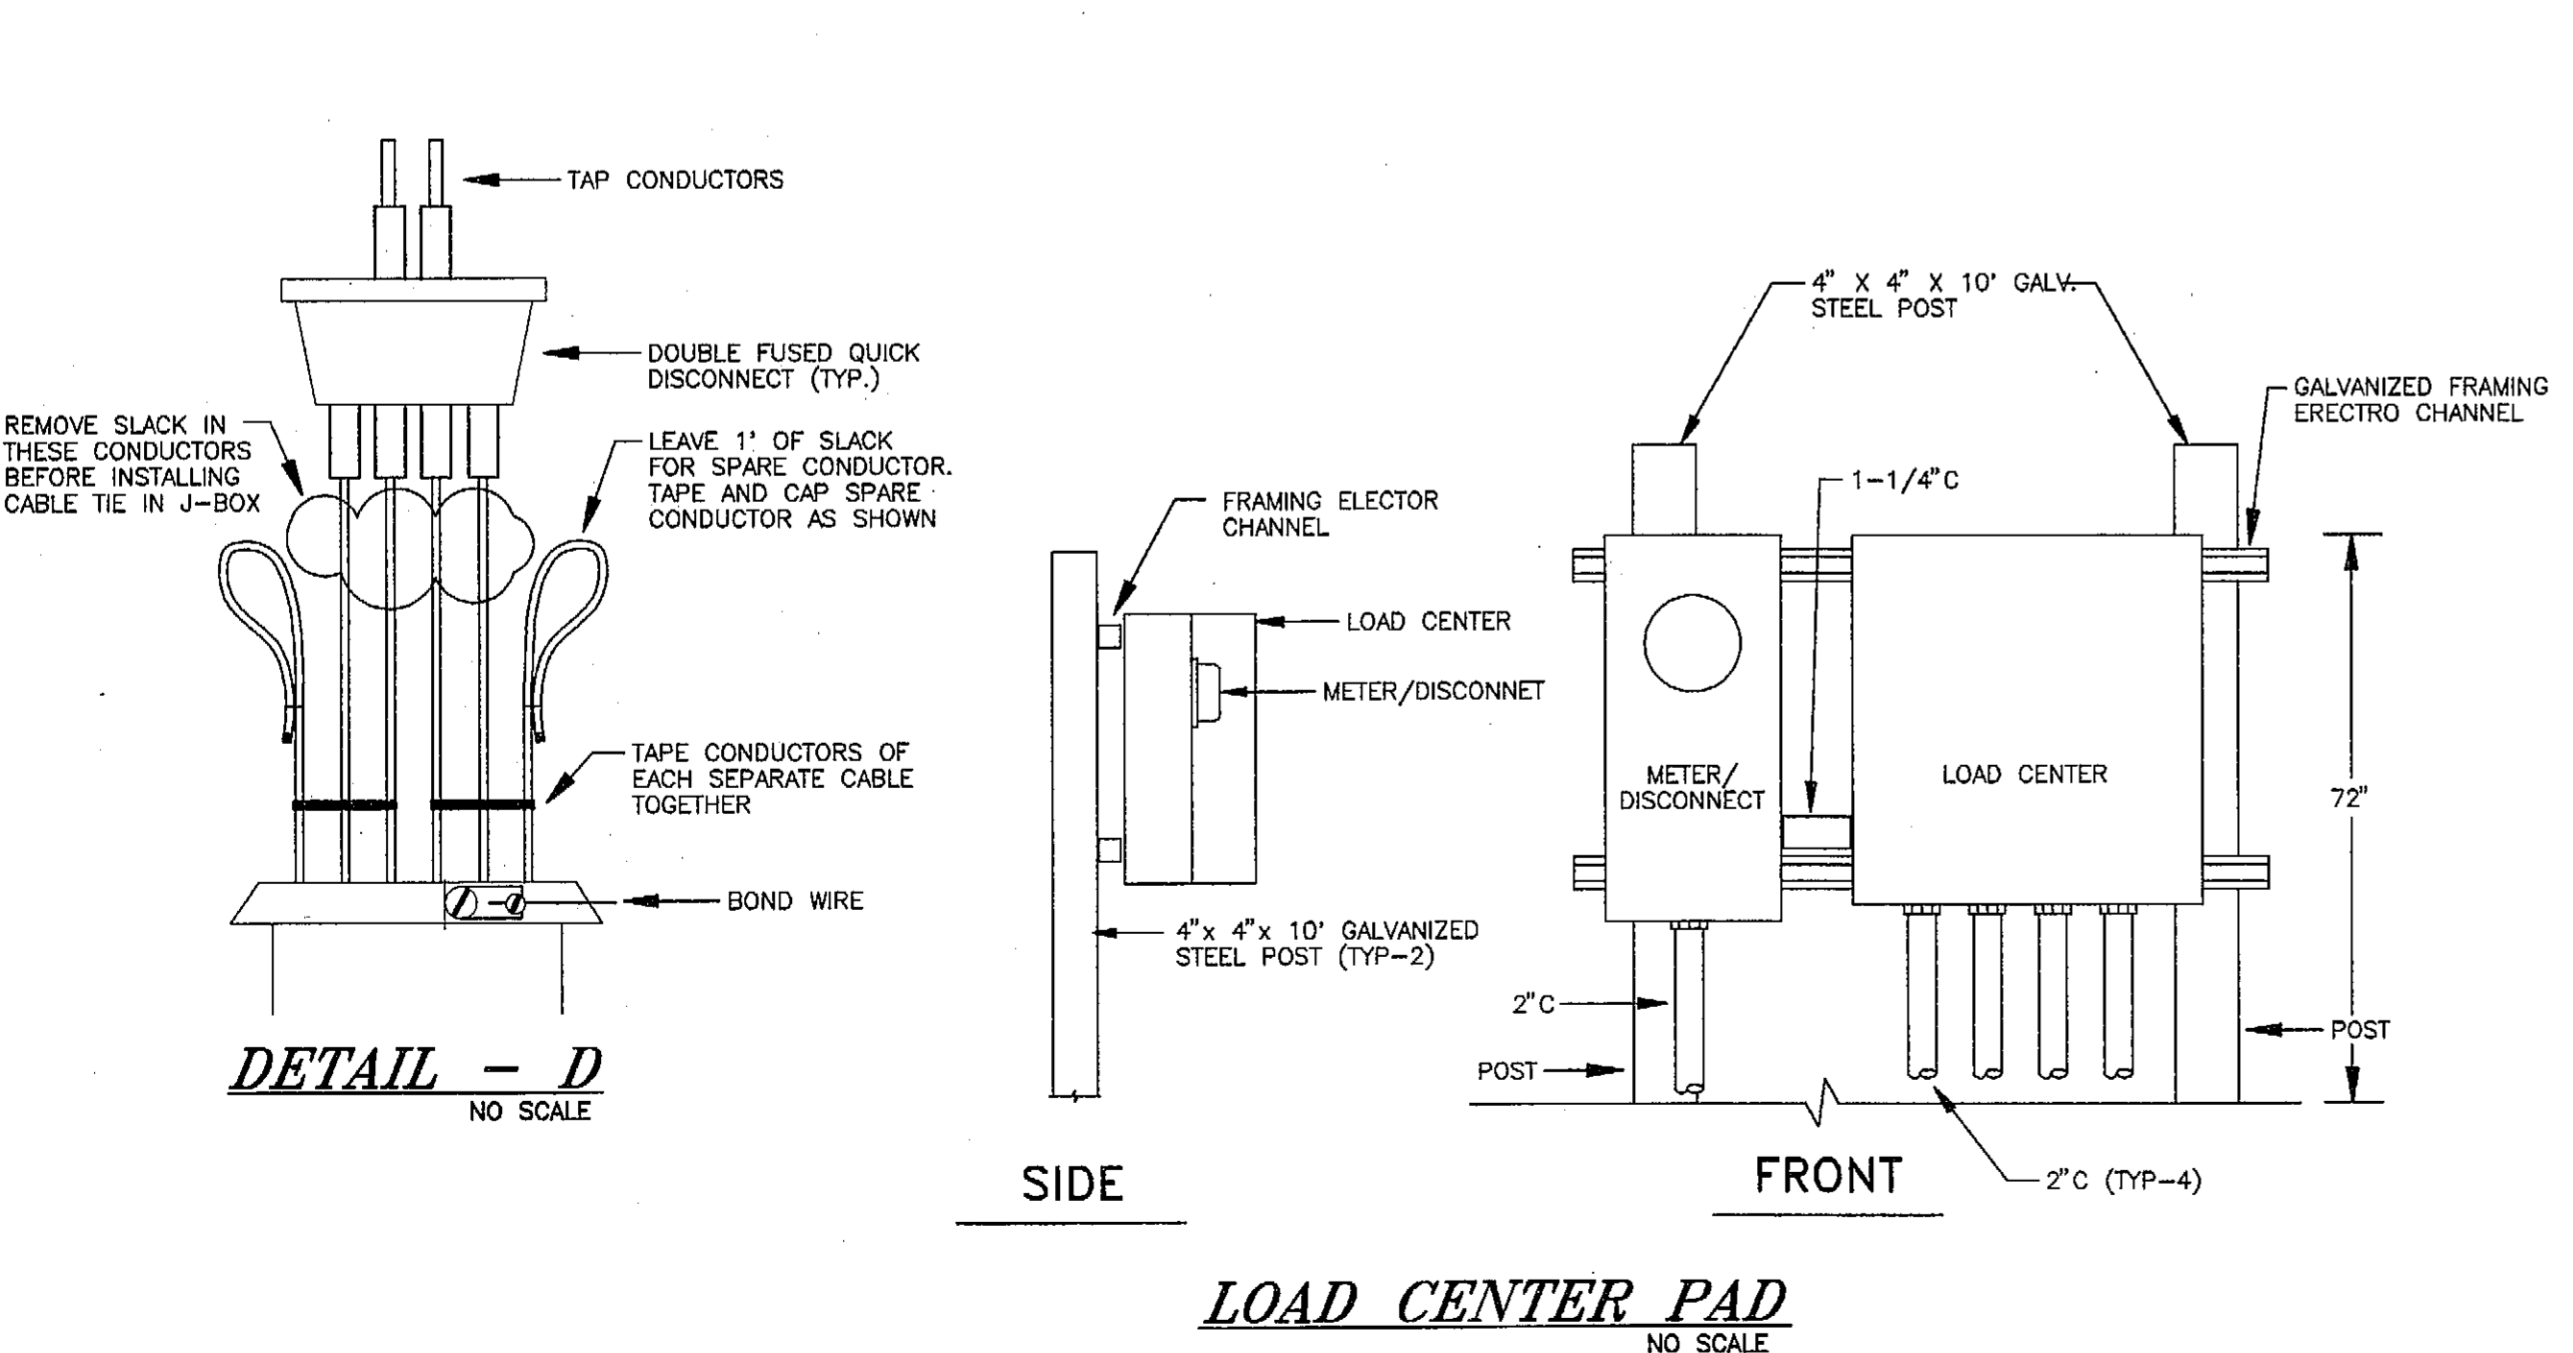 TAP CONDUCTORS
DOUBLE FUSED QUICK
DISCONNECT (TYP.)
REMOVE SLACK IN
THESE CONDUCTORS
BEFORE INSTALLING
CABLE TIE IN J-BOX
LEAVE 1' OF SLACK
FOR SPARE CONDUCTOR.
TAPE AND CAP SPARE
CONDUCTOR AS SHOWN
TAPE CONDUCTORS OF
EACH SEPARATE CABLE
TOGETHER
BOND WIRE
DETAIL - D
NO SCALE
FRAMING ELECTOR
CHANNEL
LOAD CENTER
METER/DISCONNET
4"x 4"x 10' GALVANIZED
STEEL POST (TYP-2)
SIDE
4" X 4" X 10' GALV.
STEEL POST
GALVANIZED FRAMING
ERECTRO CHANNEL
1-1/4"C
METER/
DISCONNECT
LOAD CENTER
72"
2"C
POST
POST
2"C (TYP-4)
FRONT
LOAD CENTER PAD
NO SCALE